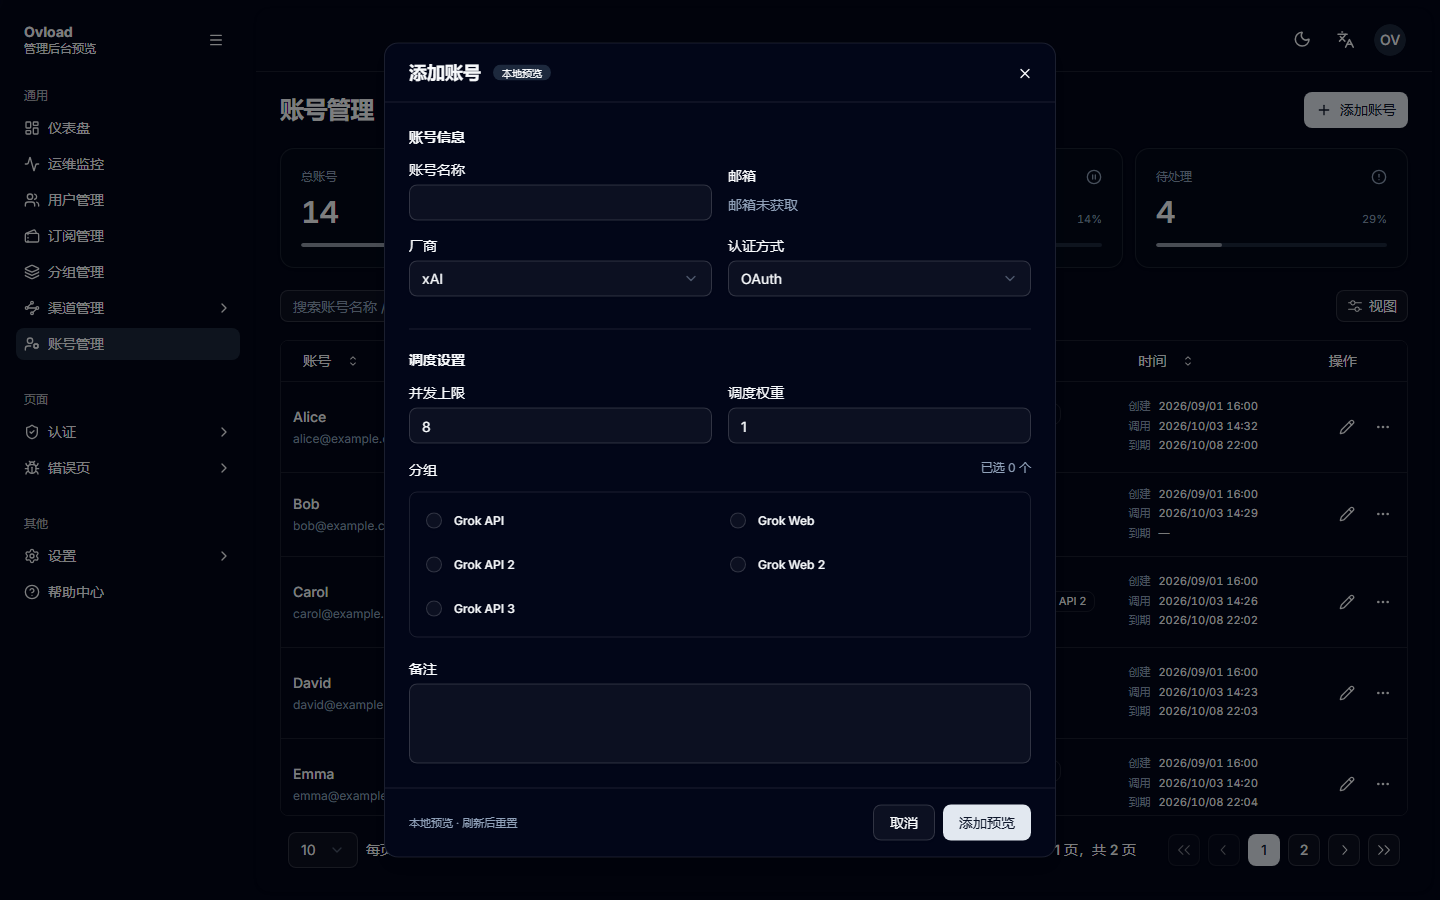 Ovload
管理后台预览
通用
仪表盘
运维监控
用户管理
订阅管理
分组管理
渠道管理
账号管理
页面
认证
错误页
其他
设置
帮助中心
OV
账号管理
添加账号
总账号
14
14%
待处理
4
29%
搜索账号名称 /
视图
账号
时间
操作
Alice
alice@example.c
创建 2026/09/01 16:00
调用 2026/10/03 14:32
到期 2026/10/08 22:00
Bob
bob@example.c
创建 2026/09/01 16:00
调用 2026/10/03 14:29
到期 —
Carol
carol@example.
API 2
创建 2026/09/01 16:00
调用 2026/10/03 14:26
到期 2026/10/08 22:02
David
david@example
创建 2026/09/01 16:00
调用 2026/10/03 14:23
到期 2026/10/08 22:03
Emma
emma@example
创建 2026/09/01 16:00
调用 2026/10/03 14:20
到期 2026/10/08 22:04
10
每页
1 页，共 2 页
1
2
添加账号
本地预览
账号信息
账号名称
邮箱
邮箱未获取
厂商
xAI
认证方式
OAuth
调度设置
并发上限
8
调度权重
1
分组
已选 0 个
Grok API
Grok Web
Grok API 2
Grok Web 2
Grok API 3
备注
本地预览 · 刷新后重置
取消
添加预览